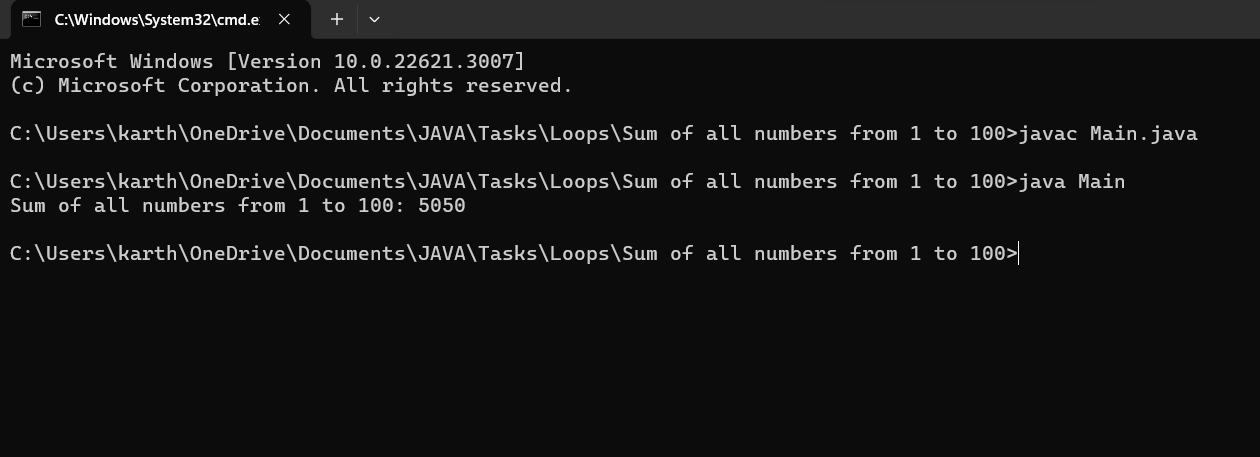 C:\Windows\System32\cmd.e
Microsoft Windows [Version 10.0.22621.3007]
(c) Microsoft Corporation. All rights reserved.
C:\Users\karth\OneDrive\Documents\JAVA\Tasks\Loops\Sum of all numbers from 1 to 100>javac Main.java
C:\Users\karth\OneDrive\Documents\JAVA\Tasks\Loops\Sum of all numbers from 1 to 100>java Main
Sum of all numbers from 1 to 100: 5050
C:\Users\karth\OneDrive\Documents\JAVA\Tasks\Loops\Sum of all numbers from 1 to 100>